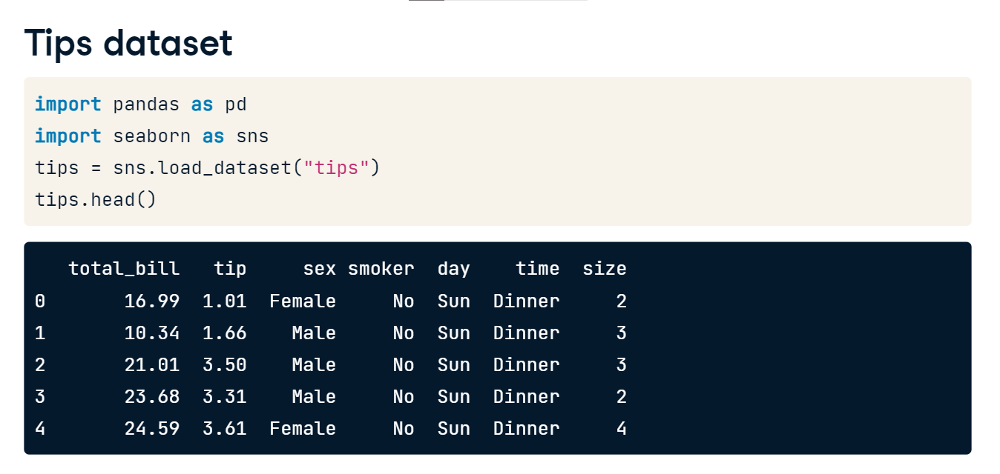 Tips dataset
import pandas as pd
import seaborn as sns
tips = sns.load_dataset("tips")
tips.head()
   total_bill   tip     sex smoker  day    time  size
0       16.99  1.01  Female     No  Sun  Dinner     2
1       10.34  1.66    Male     No  Sun  Dinner     3
2       21.01  3.50    Male     No  Sun  Dinner     3
3       23.68  3.31    Male     No  Sun  Dinner     2
4       24.59  3.61  Female     No  Sun  Dinner     4